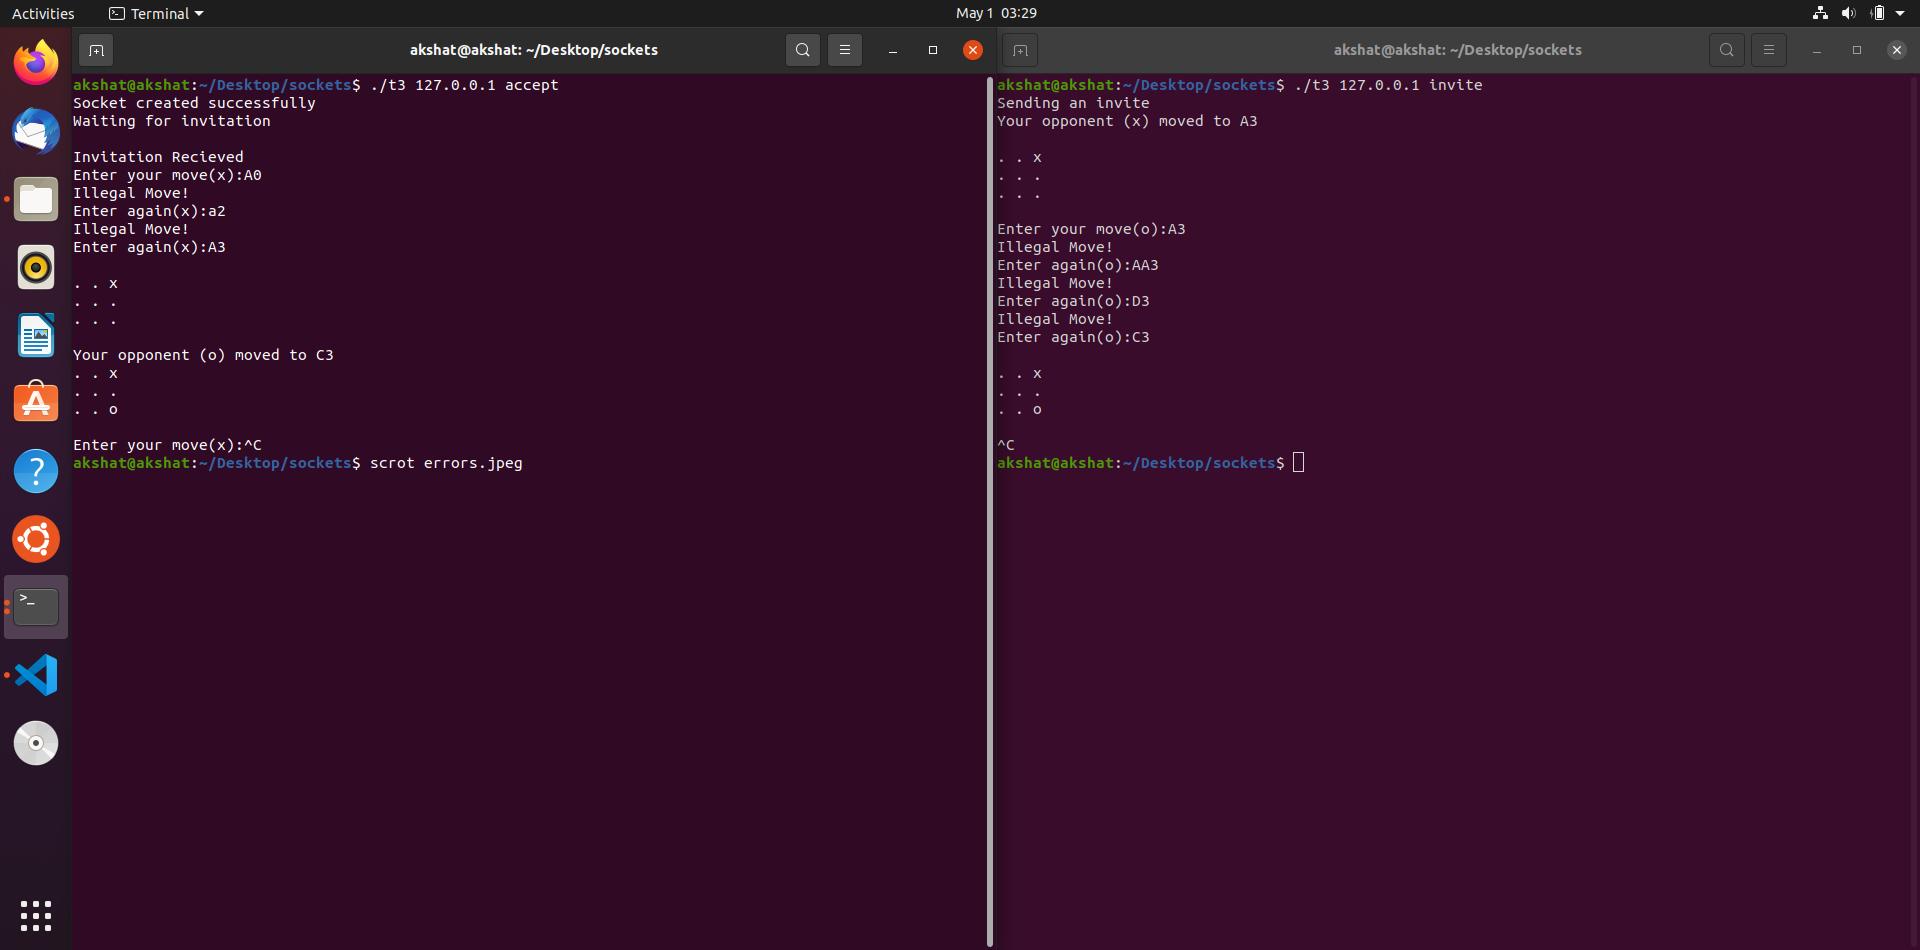 Activities Terminal May 1 03:29
akshat@akshat: ~/Desktop/sockets
akshat@akshat:~/Desktop/sockets$ ./t3 127.0.0.1 accept
Socket created successfully
Waiting for invitation
Invitation Recieved
Enter your move(x):A0
Illegal Move!
Enter again(x):a2
Illegal Move!
Enter again(x):A3
. . x
. . .
. . .
Your opponent (o) moved to C3
. . x
. . .
. . o
Enter your move(x):^C
akshat@akshat:~/Desktop/sockets$ scrot errors.jpeg
akshat@akshat: ~/Desktop/sockets
akshat@akshat:~/Desktop/sockets$ ./t3 127.0.0.1 invite
Sending an invite
Your opponent (x) moved to A3
. . x
. . .
. . .
Enter your move(o):A3
Illegal Move!
Enter again(o):AA3
Illegal Move!
Enter again(o):D3
Illegal Move!
Enter again(o):C3
. . x
. . .
. . o
^C
akshat@akshat:~/Desktop/sockets$